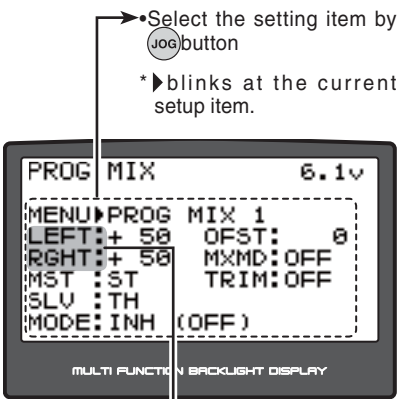 •Select the setting item by
JOG button
* ▶blinks at the current
setup item.
PROG MIX 6.1v
MENU▶PROG MIX 1
LEFT:+ 50 OFST: 0
RGHT:+ 50 MXMD:OFF
MST :ST TRIM:OFF
SLV :TH
MODE:INH (OFF)
MULTI FUNCTION BACKLIGHT DISPLAY